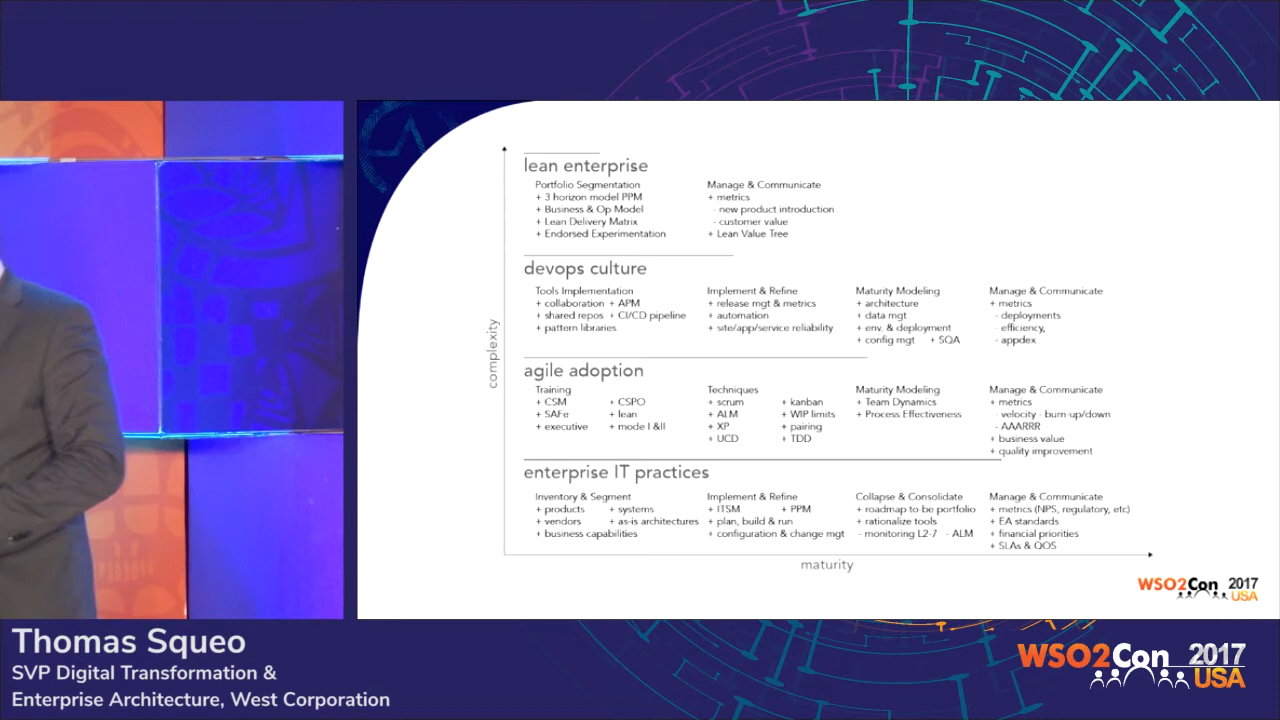 lean enterprise
Portfolio Segmentation
+ 3 horizon model PPM
+ Business & Op Model
+ Lean Delivery Matrix
+ Endorsed Experimentation
Manage & Communicate
+ metrics
- new product introduction
- customer value
+ Lean Value Tree
devops culture
Tools Implementation
+ collaboration + APM
+ shared repos + CI/CD pipeline
+ pattern libraries
Implement & Refine
+ release mgt & metrics
+ automation
+ site/app/service reliability
Maturity Modeling
+ architecture
+ data mgt
+ env. & deployment
+ config mgt + SQA
Manage & Communicate
+ metrics
- deployments
- efficiency,
- appdex
agile adoption
Training
+ CSM + CSPO
+ SAFe + lean
+ executive + mode I &II
Techniques
+ scrum + kanban
+ ALM + WIP limits
+ XP + pairing
+ UCD + TDD
Maturity Modeling
+ Team Dynamics
+ Process Effectiveness
Manage & Communicate
+ metrics
- velocity - burn-up/down
- AAARRR
+ business value
+ quality improvement
enterprise IT practices
Inventory & Segment
+ products + systems
+ vendors + as-is architectures
+ business capabilities
Implement & Refine
+ ITSM + PPM
+ plan, build & run
+ configuration & change mgt
Collapse & Consolidate
+ roadmap to-be portfolio
+ rationalize tools
- monitoring L2-7 - ALM
Manage & Communicate
+ metrics (NPS, regulatory, etc)
+ EA standards
+ financial priorities
+ SLAs & QOS
complexity
maturity
WSO2Con 2017
USA
Thomas Squeo
SVP Digital Transformation &
Enterprise Architecture, West Corporation
WSO2Con 2017
USA